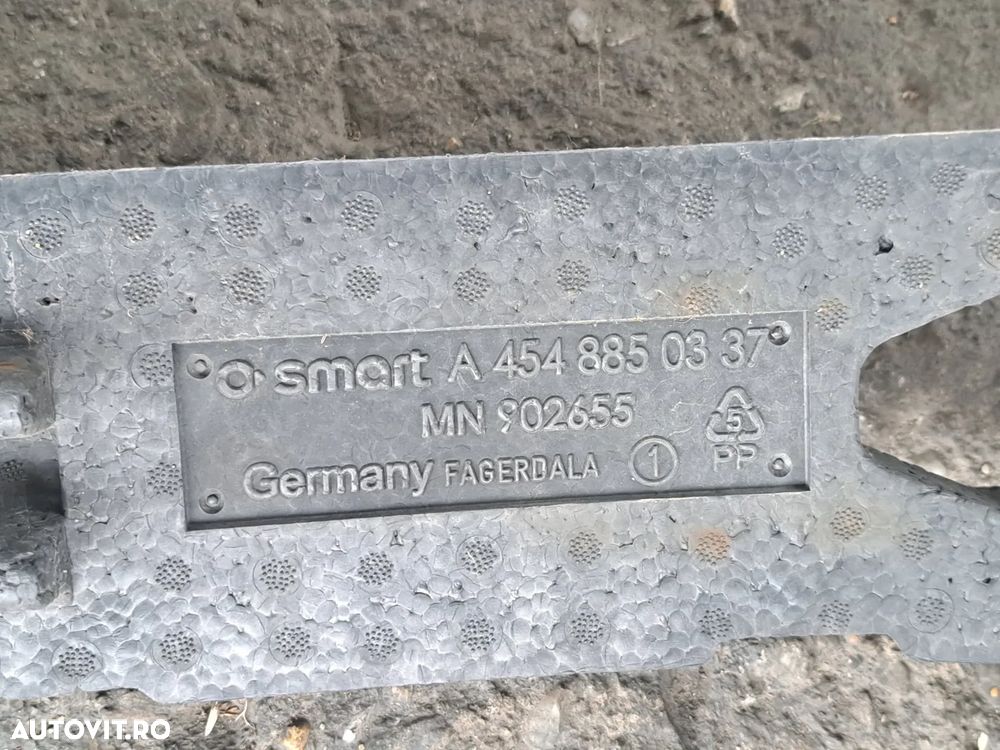 smart A 454 885 03 37
MN 902655
5
PP
Germany FAGERDALA 1
AUTOVIT.RO